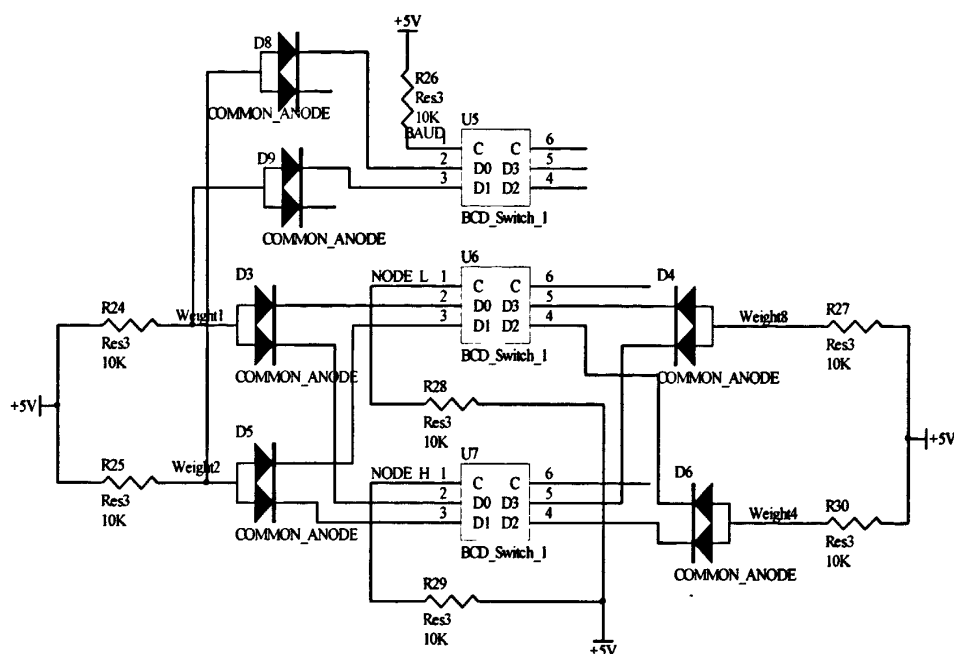 +5V
D8
R26
Res3
10K
COMMON_ANODE
BAUD
U5
1 C C 6
2 D0 D3 5
3 D1 D2 4
BCD_Switch_1
D9
COMMON_ANODE
U6
NODE_L 1 C C 6
2 D0 D3 5
3 D1 D2 4
BCD_Switch_1
D3
COMMON_ANODE
D4
COMMON_ANODE
R24
Res3
10K
Weight1
Weight8
R27
Res3
10K
+5V
R28
Res3
10K
+5V
D5
COMMON_ANODE
R25
Res3
10K
Weight2
U7
NODE_H 1 C C 6
2 D0 D3 5
3 D1 D2 4
BCD_Switch_1
D6
COMMON_ANODE
Weight4
R30
Res3
10K
R29
Res3
10K
+5V